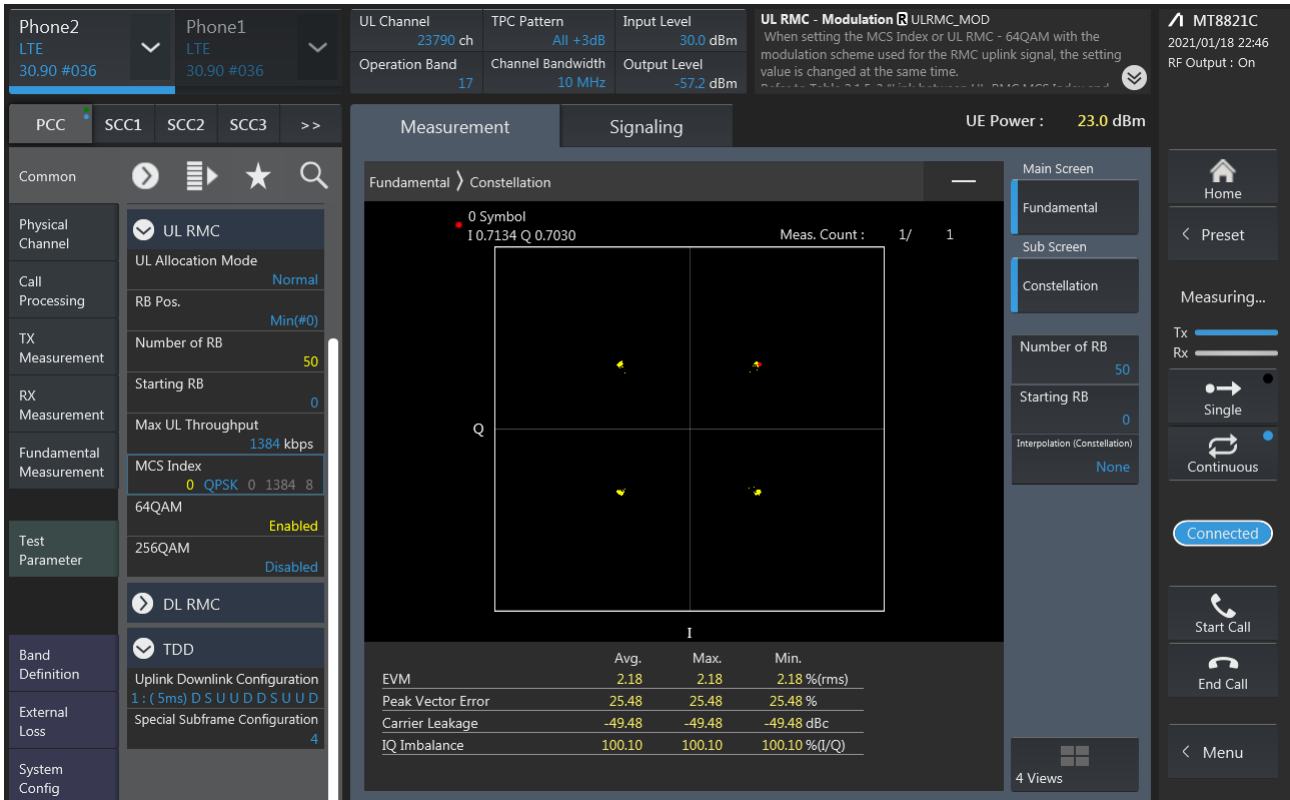 Phone2
LTE
30.90 #036
Phone1
LTE
30.90 #036
UL Channel
23790 ch
TPC Pattern
All +3dB
Input Level
30.0 dBm
Operation Band
17
Channel Bandwidth
10 MHz
Output Level
-57.2 dBm
UL RMC - Modulation R ULRMC_MOD
When setting the MCS Index or UL RMC - 64QAM with the
modulation scheme used for the RMC uplink signal, the setting
value is changed at the same time.
MT8821C
2021/01/18 22:46
RF Output : On
PCC
SCC1
SCC2
SCC3
>>
Measurement
Signaling
UE Power : 23.0 dBm
Common
Physical
Channel
Call
Processing
TX
Measurement
RX
Measurement
Fundamental
Measurement
Test
Parameter
Band
Definition
External
Loss
System
Config
UL RMC
UL Allocation Mode
Normal
RB Pos.
Min(#0)
Number of RB
50
Starting RB
0
Max UL Throughput
1384 kbps
MCS Index
0 QPSK 0 1384 8
64QAM
Enabled
256QAM
Disabled
DL RMC
TDD
Uplink Downlink Configuration
1 : ( 5ms) D S U U D D S U U D
Special Subframe Configuration
4
Fundamental 〉 Constellation
0 Symbol
I 0.7134 Q 0.7030
Meas. Count : 1/ 1
Q
I
Avg. Max. Min.
EVM 2.18 2.18 2.18 %(rms)
Peak Vector Error 25.48 25.48 25.48 %
Carrier Leakage -49.48 -49.48 -49.48 dBc
IQ Imbalance 100.10 100.10 100.10 %(I/Q)
Main Screen
Fundamental
Sub Screen
Constellation
Number of RB
50
Starting RB
0
Interpolation (Constellation)
None
4 Views
Home
< Preset
Measuring...
Tx
Rx
Single
Continuous
Connected
Start Call
End Call
< Menu